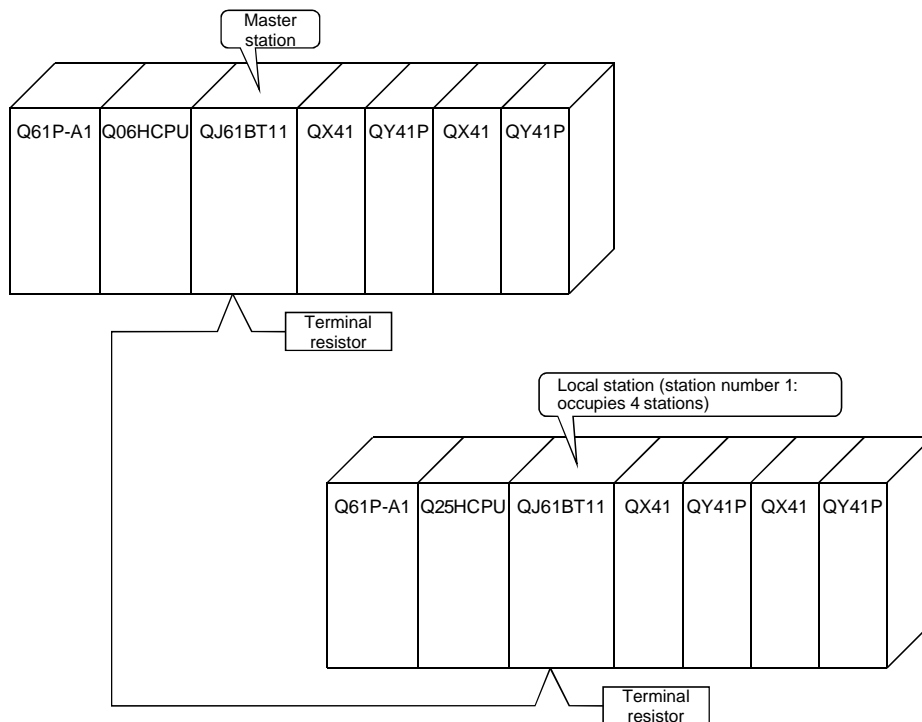 Master
station
Q61P-A1 Q06HCPU QJ61BT11 QX41 QY41P QX41 QY41P
Terminal
resistor
Local station (station number 1:
occupies 4 stations)
Q61P-A1 Q25HCPU QJ61BT11 QX41 QY41P QX41 QY41P
Terminal
resistor